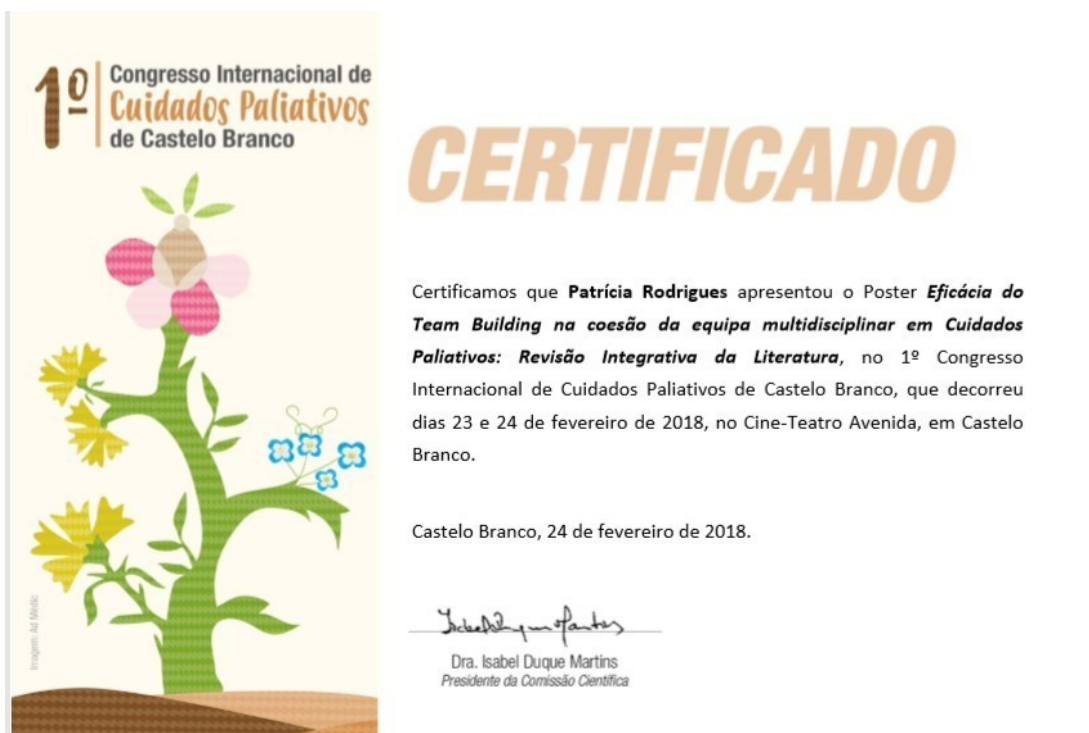 1º
Congresso Internacional de
Cuidados Paliativos
de Castelo Branco
CERTIFICADO
Certificamos que Patrícia Rodrigues apresentou o Poster Eficácia do
Team Building na coesão da equipa multidisciplinar em Cuidados
Paliativos: Revisão Integrativa da Literatura, no 1º Congresso
Internacional de Cuidados Paliativos de Castelo Branco, que decorreu
dias 23 e 24 de fevereiro de 2018, no Cine-Teatro Avenida, em Castelo
Branco.
Castelo Branco, 24 de fevereiro de 2018.
Dra. Isabel Duque Martins
Presidente da Comissão Científica
Imagem: Ad Médic